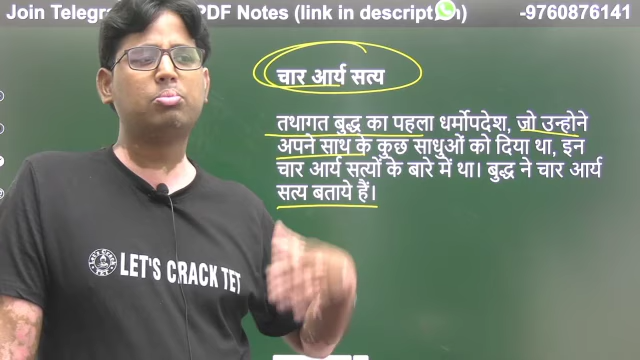 Join Telegra PDF Notes (link in descript n) -9760876141
चार आर्य सत्य
तथागत बुद्ध का पहला धर्मोपदेश, जो उन्होने
अपने साथ के कुछ साधुओं को दिया था, इन
चार आर्य सत्यों के बारे में था। बुद्ध ने चार आर्य
सत्य बताये हैं।
LET'S CRACK TET